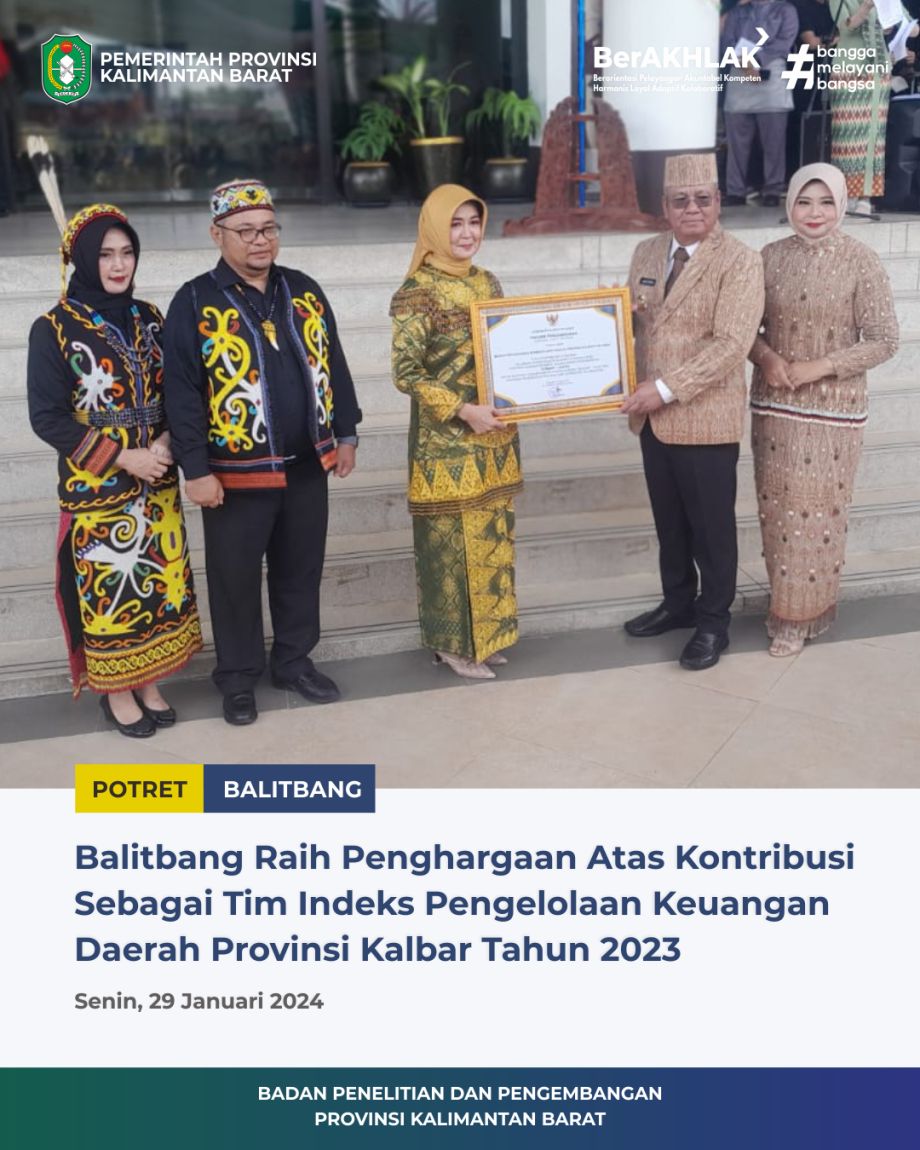 PEMERINTAH PROVINSI
KALIMANTAN BARAT
BerAKHLAK
Berorientasi Pelayanan Akuntabel Kompeten
Harmonis Loyal Adaptif Kolaboratif
#bangga
melayani
bangsa
PIAGAM PENGHARGAAN
POTRET BALITBANG
Balitbang Raih Penghargaan Atas Kontribusi
Sebagai Tim Indeks Pengelolaan Keuangan
Daerah Provinsi Kalbar Tahun 2023
Senin, 29 Januari 2024
BADAN PENELITIAN DAN PENGEMBANGAN
PROVINSI KALIMANTAN BARAT